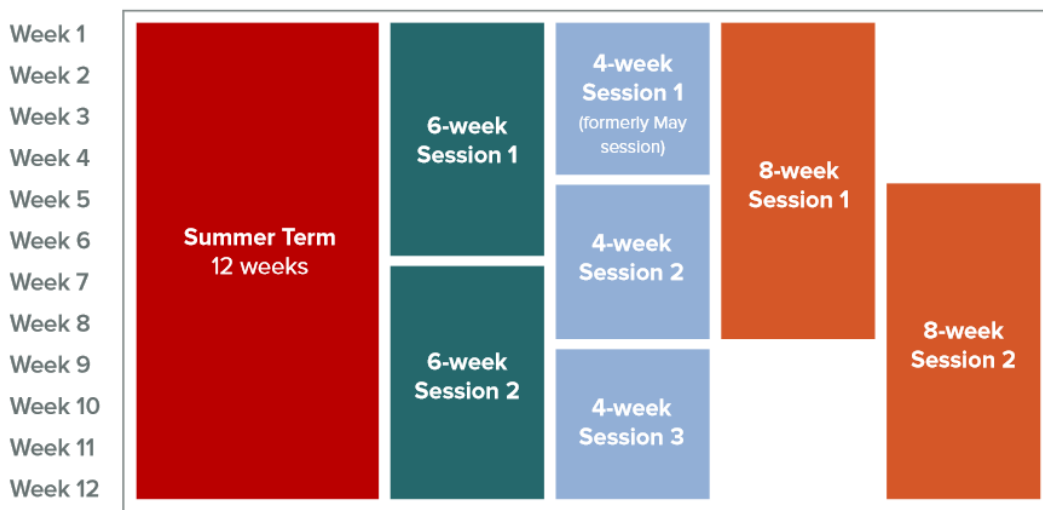 Week 1
Week 2
Week 3
Week 4
Week 5
Week 6
Week 7
Week 8
Week 9
Week 10
Week 11
Week 12
Summer Term
12 weeks
6-week
Session 1
6-week
Session 2
4-week
Session 1
(formerly May
session)
4-week
Session 2
4-week
Session 3
8-week
Session 1
8-week
Session 2